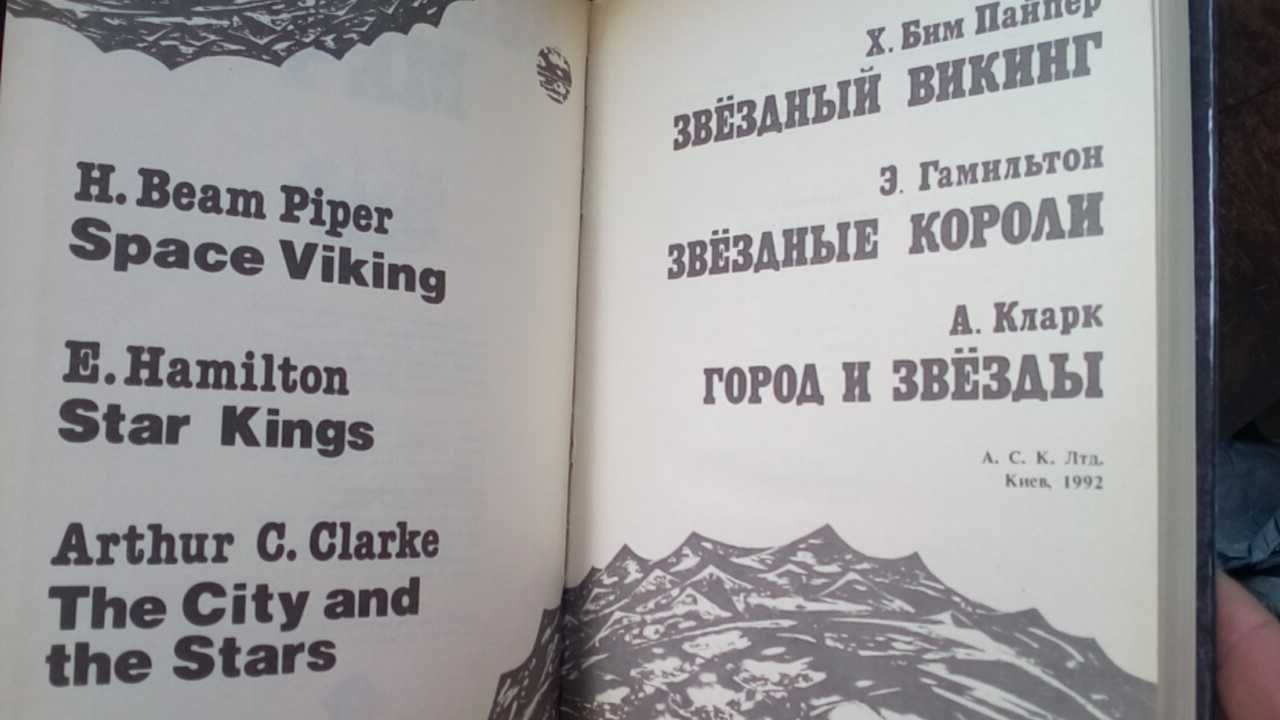 H. Beam Piper
Space Viking
E. Hamilton
Star Kings
Arthur C. Clarke
The City and
the Stars
Х. Бим Пайпер
ЗВЁЗДНЫЙ ВИКИНГ
Э. Гамильтон
ЗВЁЗДНЫЕ КОРОЛИ
А. Кларк
ГОРОД И ЗВЁЗДЫ
А. С. К. Лтд.
Киев, 1992